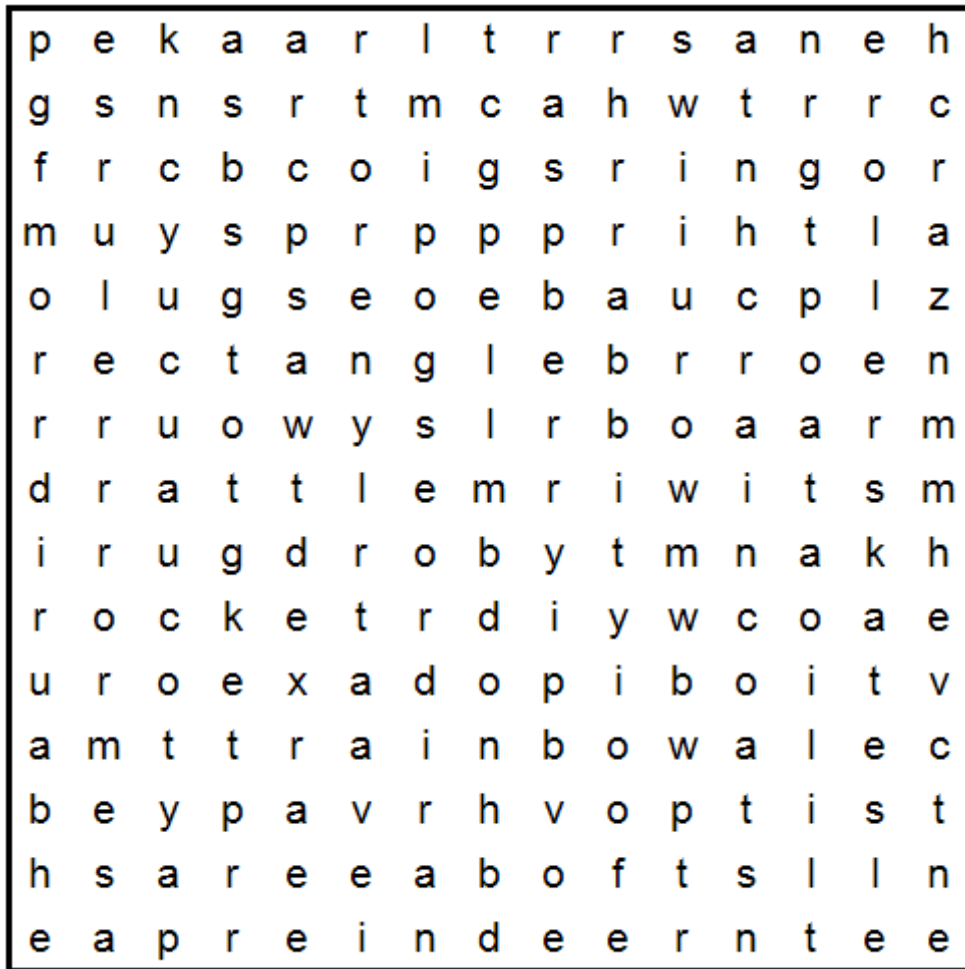 p e k a a r l t r r s a n e h
g s n s r t m c a h w t r r c
f r c b c o i g s r i n g o r
m u y s p r p p p r i h t l a
o l u g s e o e b a u c p l z
r e c t a n g l e b r r o e n
r r u o w y s l r b o a a r m
d r a t t l e m r i w i t s m
i r u g d r o b y t m n a k h
r o c k e t r d i y w c o a e
u r o e x a d o p i b o i t v
a m t t r a i n b o w a l e c
b e y p a v r h v o p t i s t
h s a r e e a b o f t s l l n
e a p r e i n d e e r n t e e